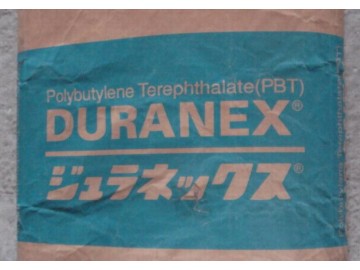 Polybutylene Terephthalate(PBT)
DURANEX®
ジュラネックス®